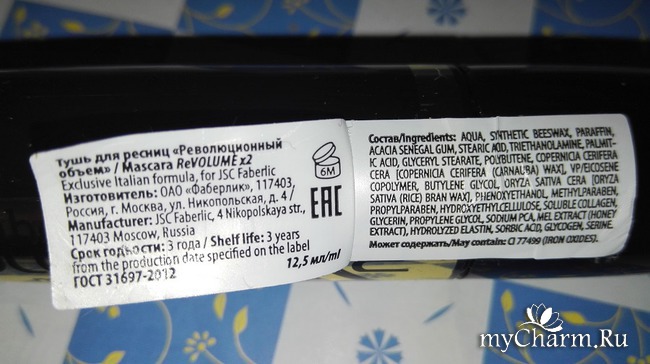 тушь для ресниц «Революционный
объем» / Mascara ReVOLUME x2
Exclusive Italian formula, for JSC Faberlic
Изготовитель: ОАО «Фаберлик», 117403,
Россия, г. Москва, ул. Никопольская, д. 4 /
Manufacturer: JSC Faberlic, 4 Nikopolskaya str.,
117403 Moscow, Russia
Срок годности: 3 года / Shelf life: 3 years
from the production date specified on the label
ГОСТ 31697-2012
12,5 мл/ml
6M
EAC
Состав/Ingredients: AQUA, SYNTHETIC BEESWAX, PARAFFIN,
ACACIA SENEGAL GUM, STEARIC ACID, TRIETHANOLAMINE, PALMIT-
IC ACID, GLYCERYL STEARATE, POLYBUTENE, COPERNICIA CERIFERA
CERA [COPERNICIA CERIFERA (CARNAUBA) WAX], VP/EICOSENE
COPOLYMER, BUTYLENE GLYCOL, ORYZA SATIVA CERA [ORYZA
SATIVA (RICE) BRAN WAX], PHENOXYETHANOL, METHYLPARABEN,
PROPYLPARABEN, HYDROXYETHYLCELLULOSE, SOLUBLE COLLAGEN,
GLYCERIN, PROPYLENE GLYCOL, SODIUM PCA, MEL EXTRACT (HONEY
EXTRACT), HYDROLYZED ELASTIN, SORBIC ACID, GLYCOGEN, SERINE.
Может содержать/May contain: CI 77499 (IRON OXIDES).
myCharm.Ru